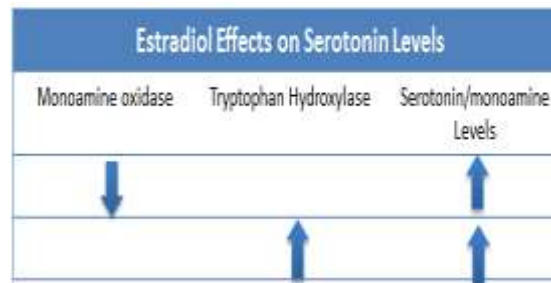 Estradiol Effects on Serotonin Levels
Monoamine oxidase Tryptophan Hydroxylase Serotonin/monoamine
Levels